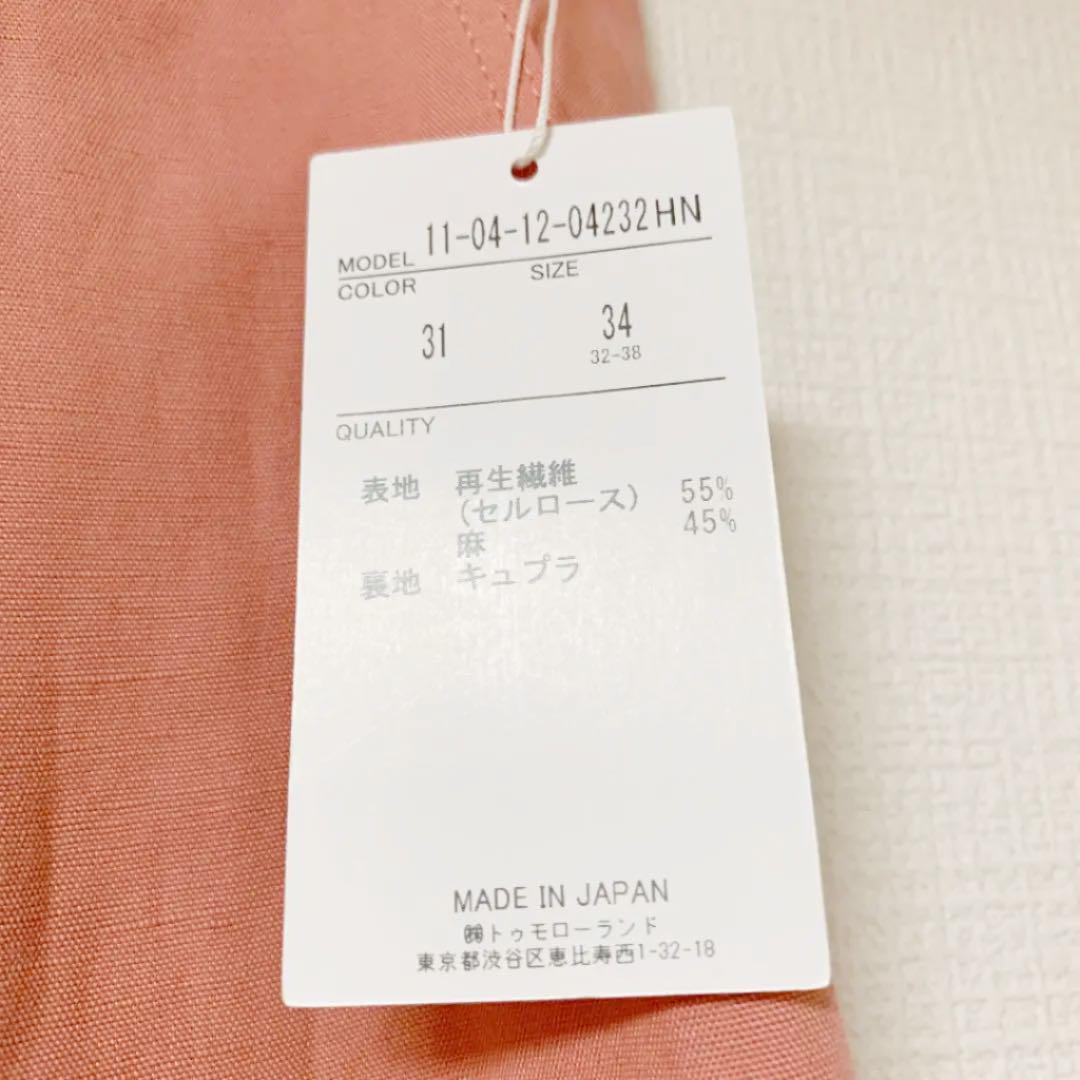 MODEL 11-04-12-04232HN
COLOR SIZE
31 34
32-38
QUALITY
表地 再生繊維
(セルロース) 55%
麻 45%
裏地 キュプラ
MADE IN JAPAN
㈱トゥモローランド
東京都渋谷区恵比寿西1-32-18